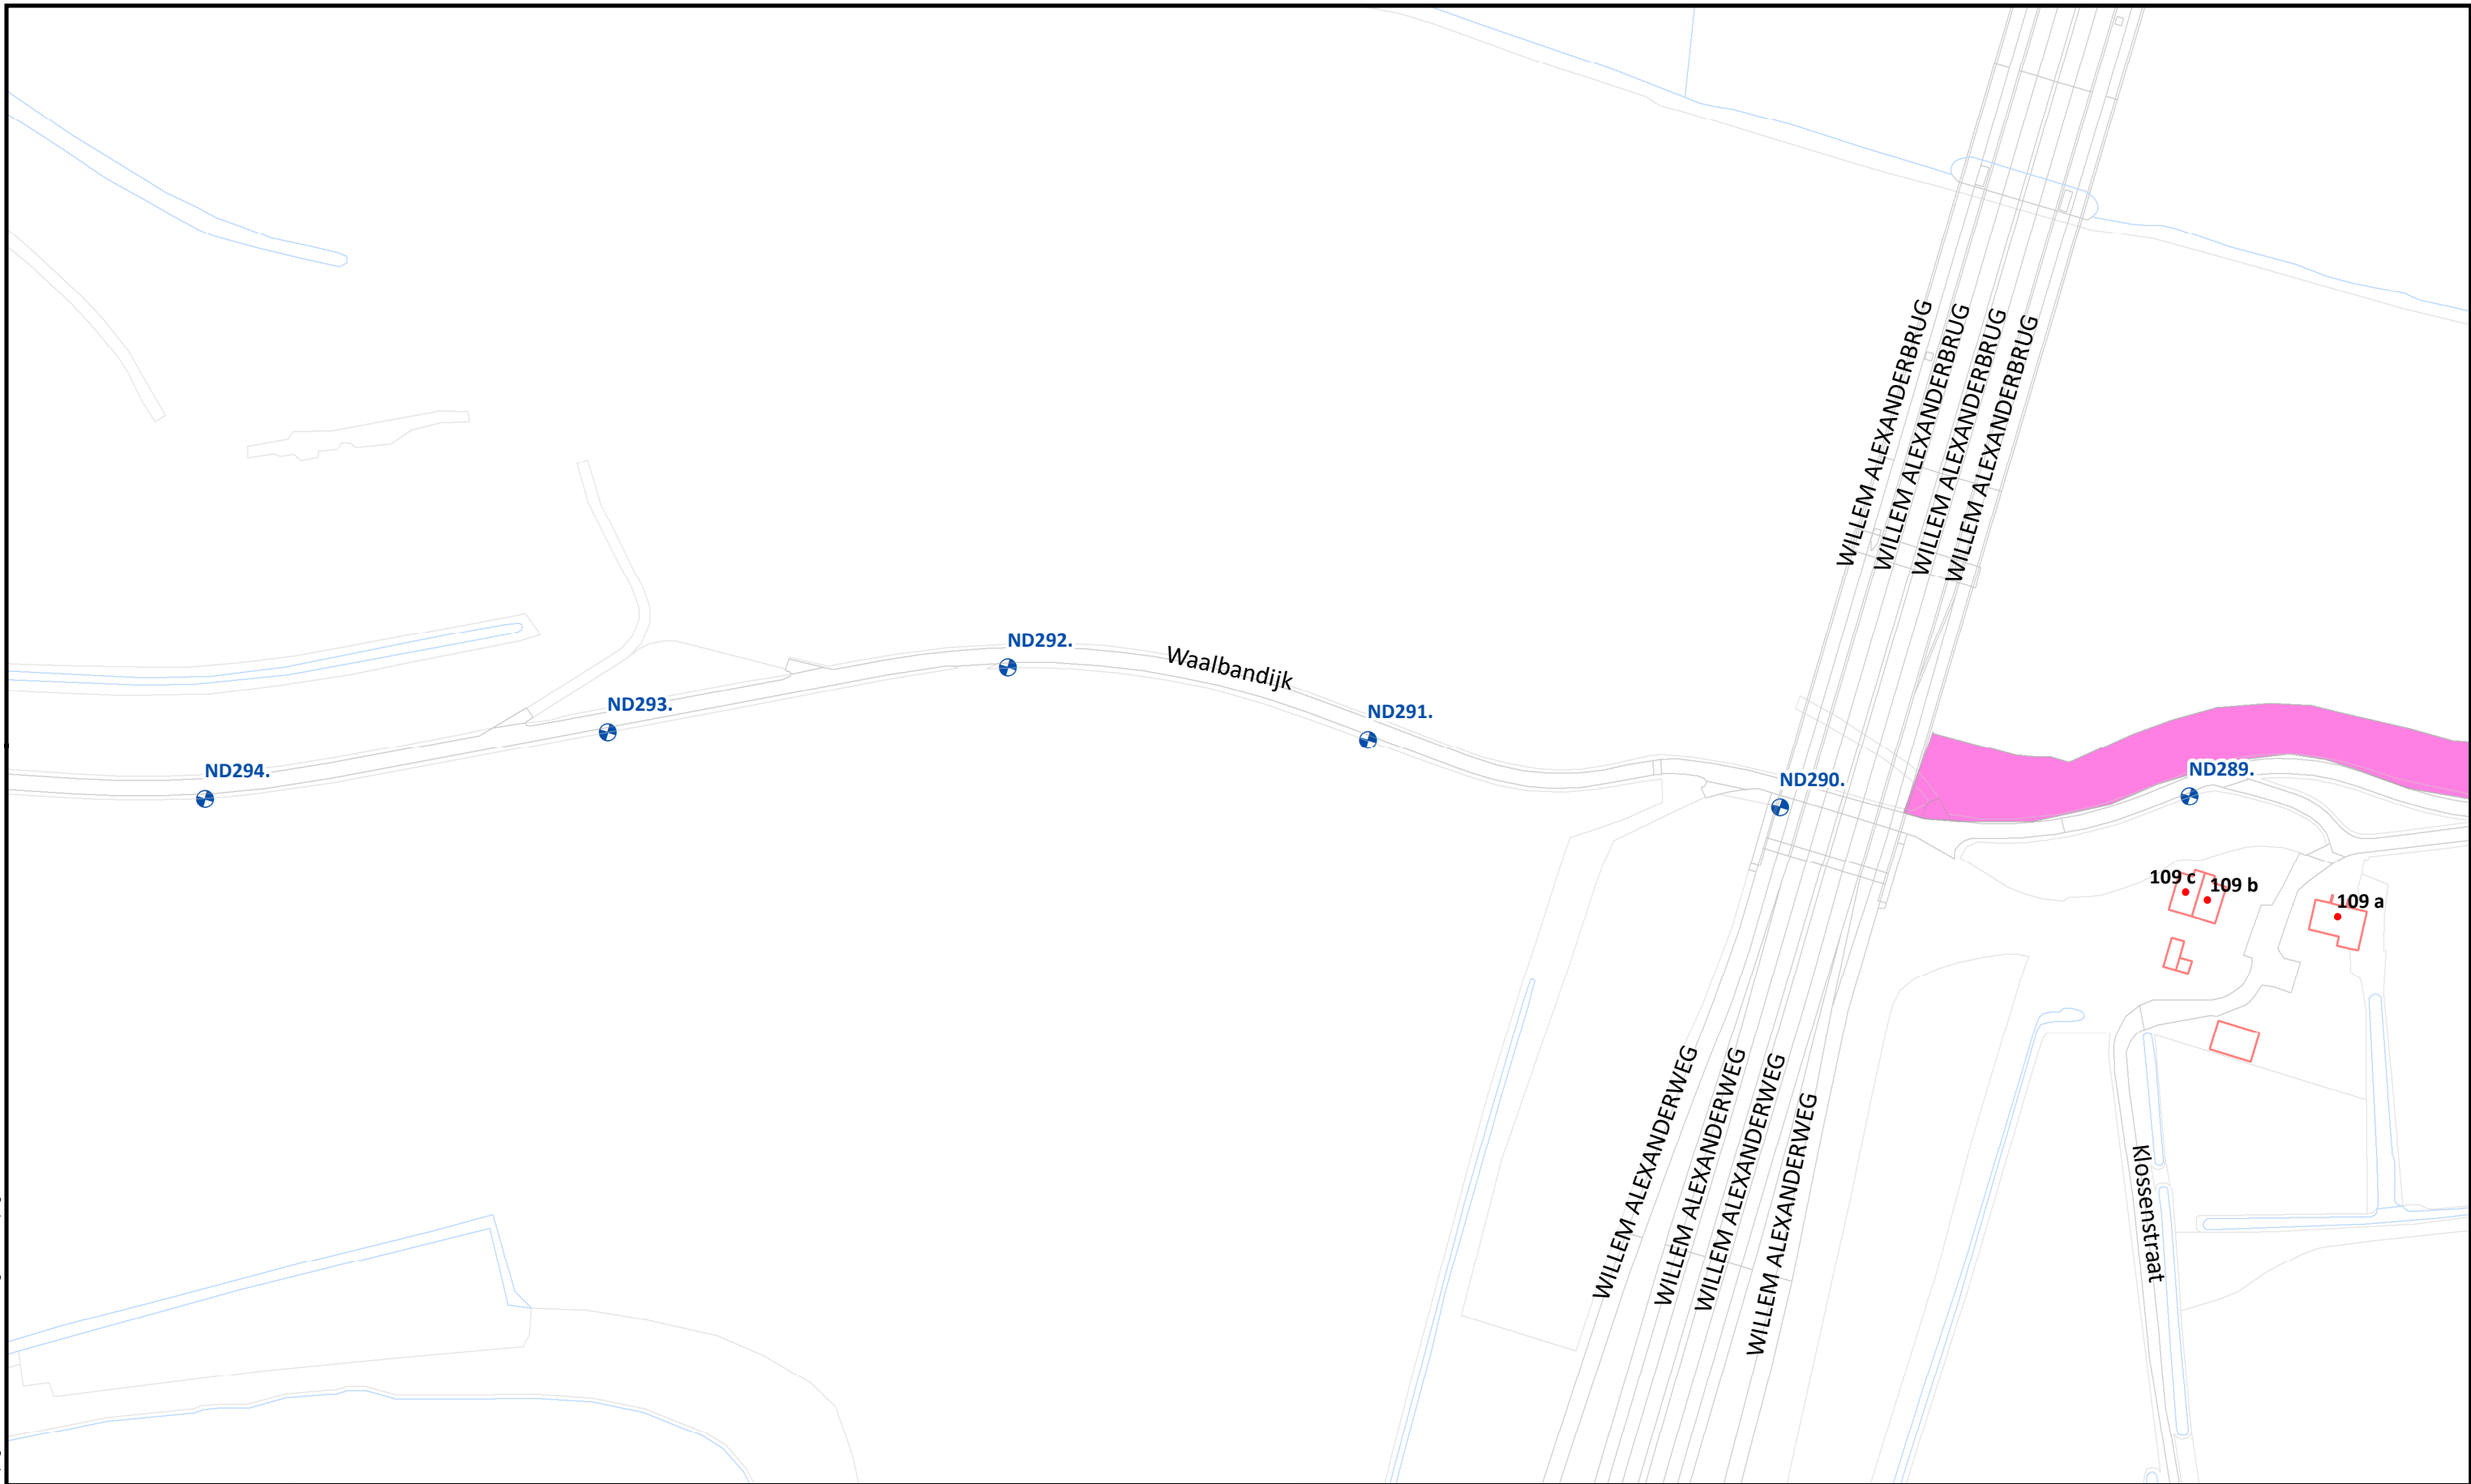 WILLEM ALEXANDERBRUG
WILLEM ALEXANDERBRUG
WILLEM ALEXANDERBRUG
WILLEM ALEXANDERBRUG
ND292.
Waalbandijk
ND293.
ND291.
ND294.
ND290.
ND289.
109 c
109 b
109 a
WILLEM ALEXANDERWEG
WILLEM ALEXANDERWEG
WILLEM ALEXANDERWEG
WILLEM ALEXANDERWEG
Klossenstraat